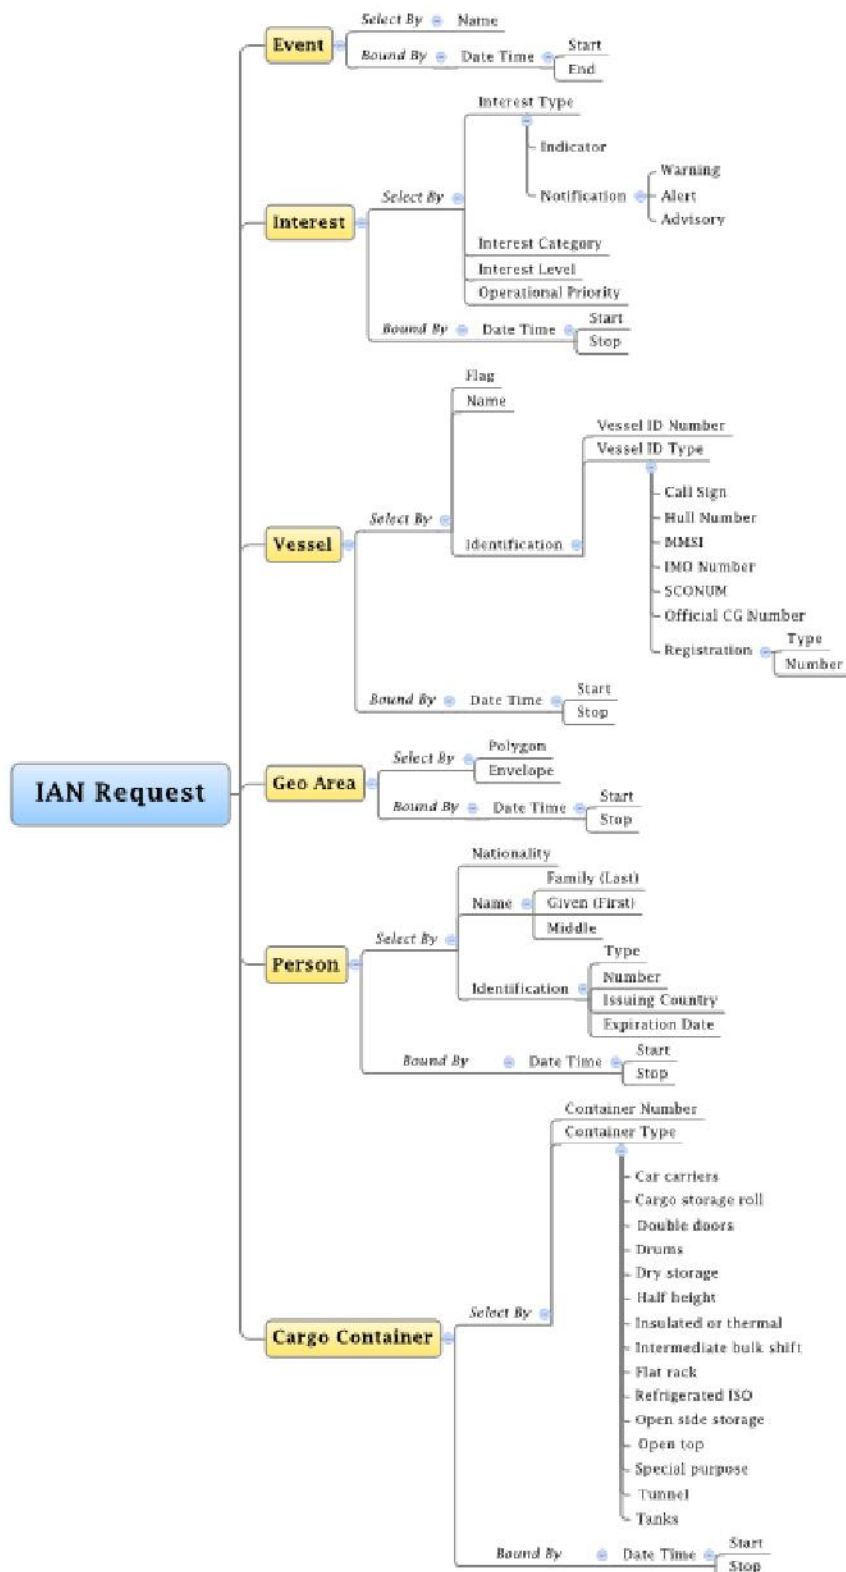 Select By
Name
Event
Bound By
Date Time
Start
End
Interest Type
Indicator
Warning
Select By
Notification
Alert
Advisory
Interest
Interest Category
Interest Level
Operational Priority
Bound By
Date Time
Start
Stop
Flag
Name
Vessel ID Number
Vessel ID Type
Call Sign
Select By
Hull Number
Vessel
Identification
MMSI
IMO Number
SCONUM
Official CG Number
Registration
Type
Number
Bound By
Date Time
Start
Stop
IAN Request
Select By
Polygon
Envelope
Geo Area
Bound By
Date Time
Start
Stop
Nationality
Family (Last)
Name
Given (First)
Middle
Select By
Type
Person
Number
Identification
Issuing Country
Expiration Date
Bound By
Date Time
Start
Stop
Container Number
Container Type
Car carriers
Cargo storage roll
Double doors
Drums
Dry storage
Half height
Select By
Insulated or thermal
Cargo Container
Intermediate bulk shift
Flat rack
Refrigerated ISO
Open side storage
Open top
Special purpose
Tunnel
Tanks
Bound By
Date Time
Start
Stop